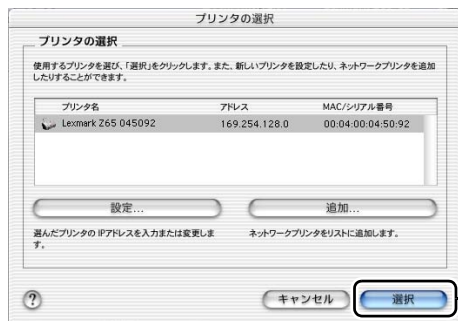 プリンタの選択
プリンタの選択
使用するプリンタを選び、「選択」をクリックします。また、新しいプリンタを設定したり、ネットワークプリンタを追加
したりすることができます。
プリンタ名 アドレス MAC/シリアル番号
Lexmark Z65 045092 169.254.128.0 00:04:00:04:50:92
設定... 追加...
選んだプリンタの IPアドレスを入力または変更しま
す。
ネットワークプリンタをリストに追加します。
? キャンセル 選択